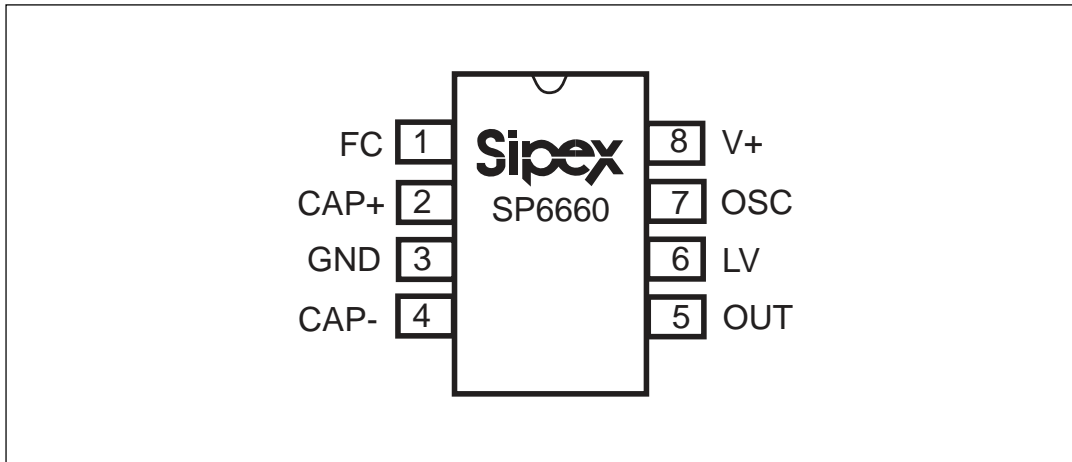 Sipex
SP6660
FC 1
CAP+ 2
GND 3
CAP- 4
8 V+
7 OSC
6 LV
5 OUT